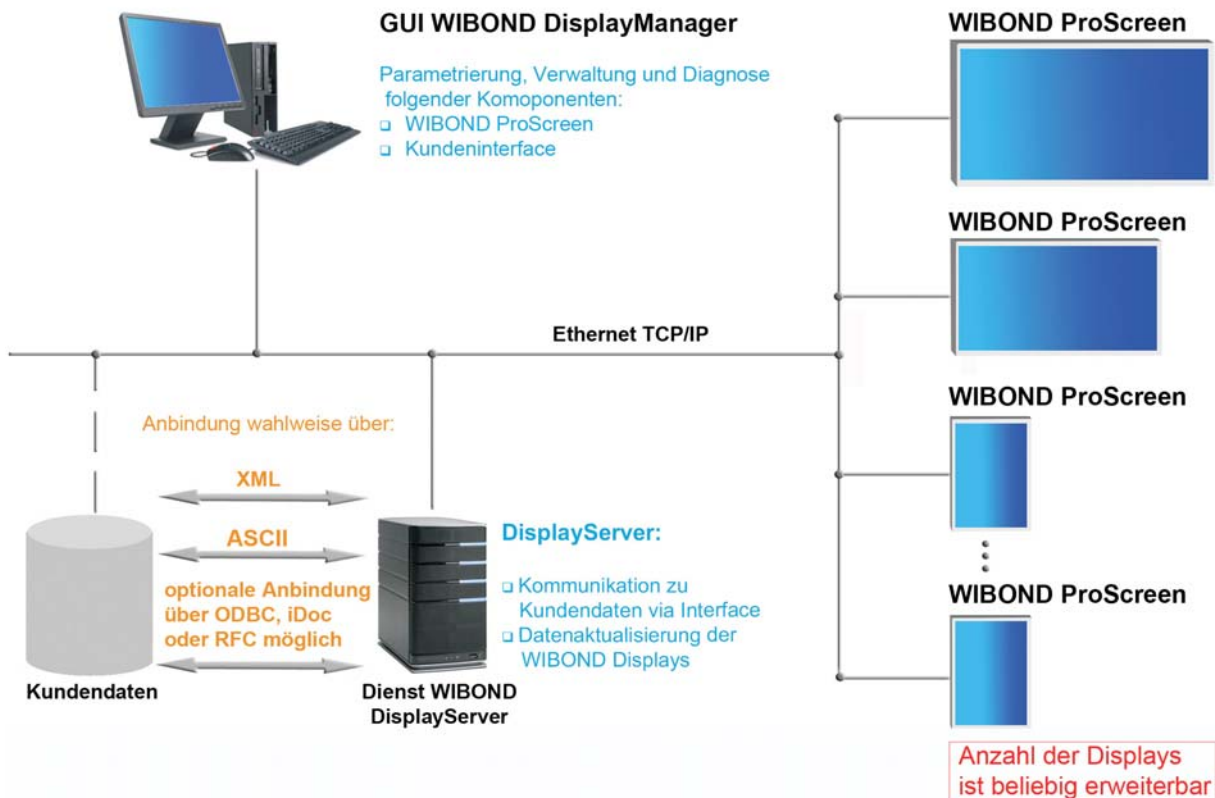 GUI WIBOND DisplayManager
Parametrierung, Verwaltung und Diagnose
folgender Komoponenten:
WIBOND ProScreen
Kundeninterface
WIBOND ProScreen
WIBOND ProScreen
Ethernet TCP/IP
WIBOND ProScreen
WIBOND ProScreen
Anzahl der Displays
ist beliebig erweiterbar
Anbindung wahlweise über:
XML
ASCII
optionale Anbindung
über ODBC, iDoc
oder RFC möglich
Kundendaten
Dienst WIBOND
DisplayServer
DisplayServer:
Kommunikation zu
Kundendaten via Interface
Datenaktualisierung der
WIBOND Displays